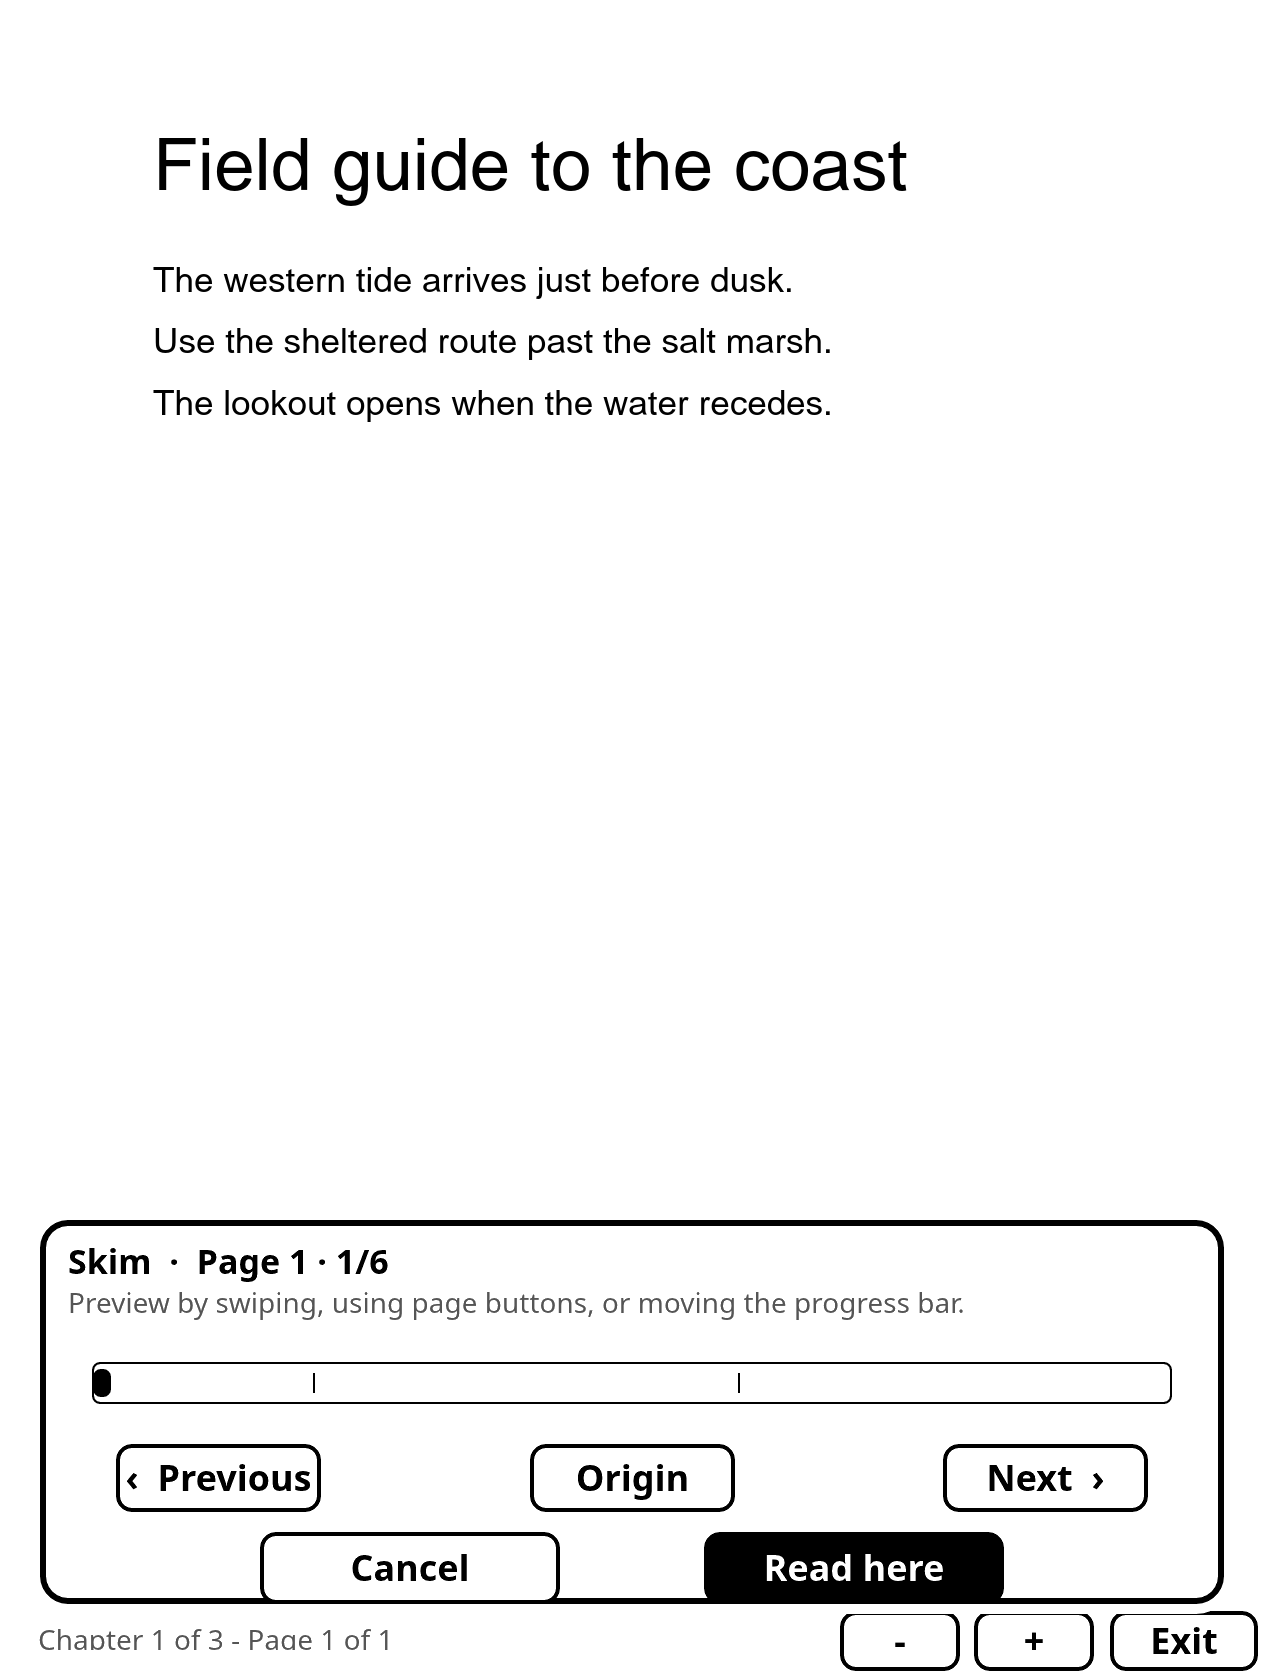 Field guide to the coast
The western tide arrives just before dusk.
Use the sheltered route past the salt marsh.
The lookout opens when the water recedes.
Skim · Page 1 · 1/6
Preview by swiping, using page buttons, or moving the progress bar.
‹ Previous
Origin
Next ›
Cancel
Read here
Chapter 1 of 3 - Page 1 of 1
-
+
Exit